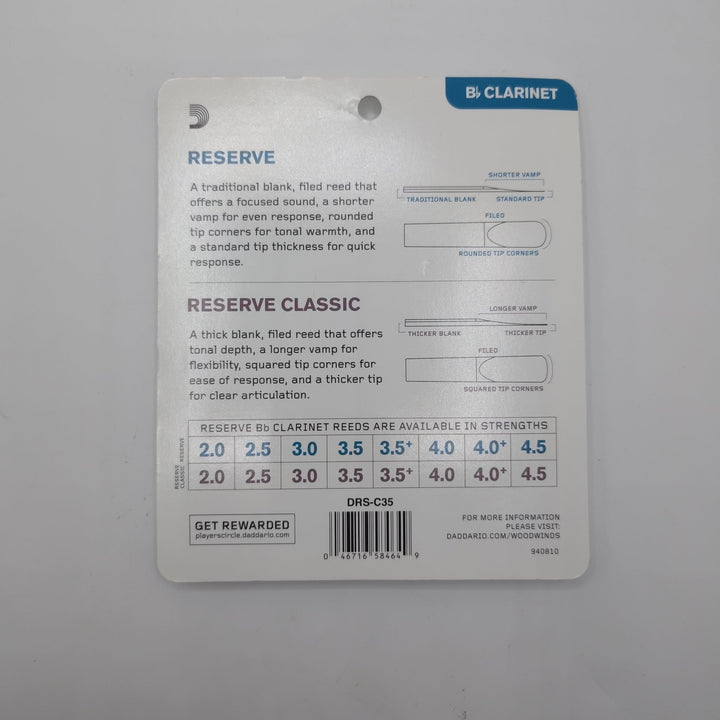 B♭ CLARINET
RESERVE
A traditional blank, filed reed that
offers a focused sound, a shorter
vamp for even response, rounded
tip corners for tonal warmth, and
a standard tip thickness for quick
response.
SHORTER VAMP
TRADITIONAL BLANK STANDARD TIP
FILED
ROUNDED TIP CORNERS
RESERVE CLASSIC
A thick blank, filed reed that offers
tonal depth, a longer vamp for
flexibility, squared tip corners for
ease of response, and a thicker tip
for clear articulation.
LONGER VAMP
THICKER BLANK THICKER TIP
FILED
SQUARED TIP CORNERS
RESERVE Bb CLARINET REEDS ARE AVAILABLE IN STRENGTHS
RESERVE 2.0 2.5 3.0 3.5 3.5+ 4.0 4.0+ 4.5
RESERVE CLASSIC 2.0 2.5 3.0 3.5 3.5+ 4.0 4.0+ 4.5
DRS-C35
GET REWARDED
playerscircle.daddario.com
0 46716 58464 9
FOR MORE INFORMATION
PLEASE VISIT:
DADDARIO.COM/WOODWINDS
940810